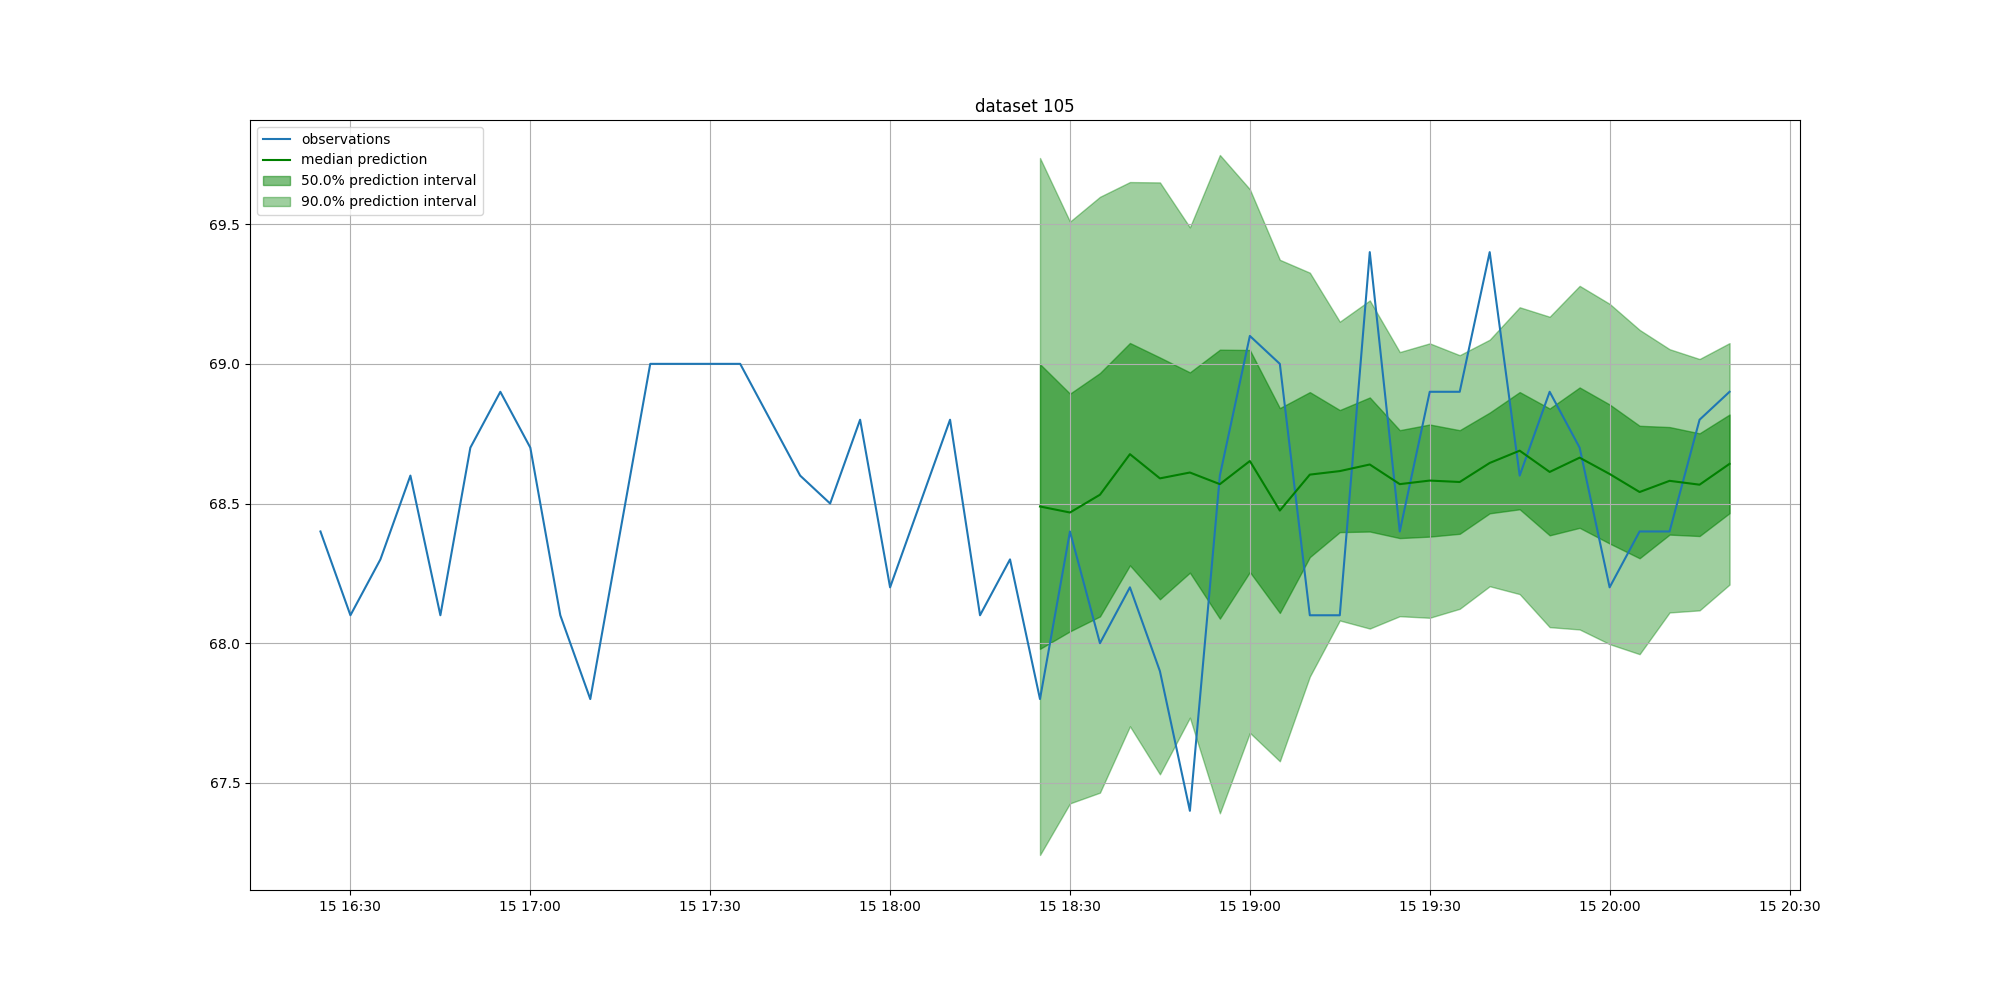 dataset 105
observations
median prediction
50.0% prediction interval
90.0% prediction interval
69.5
69.0
68.5
68.0
67.5
15 16:30 15 17:00 15 17:30 15 18:00 15 18:30 15 19:00 15 19:30 15 20:00 15 20:30